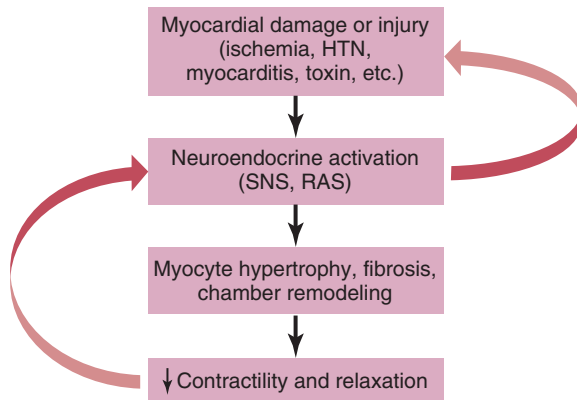 Myocardial damage or injury
(ischemia, HTN,
myocarditis, toxin, etc.)
Neuroendocrine activation
(SNS, RAS)
Myocyte hypertrophy, fibrosis,
chamber remodeling
↓ Contractility and relaxation